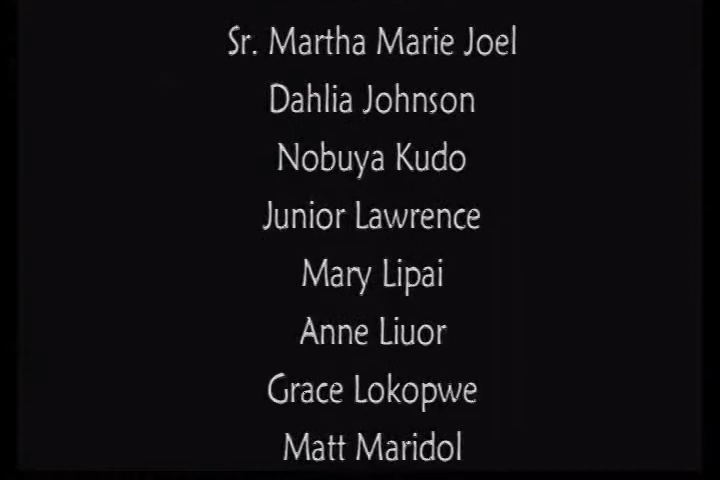 Sr. Martha Marie Joel
Dahlia Johnson
Nobuya Kudo
Junior Lawrence
Mary Lipai
Anne Liuor
Grace Lokopwe
Matt Maridol